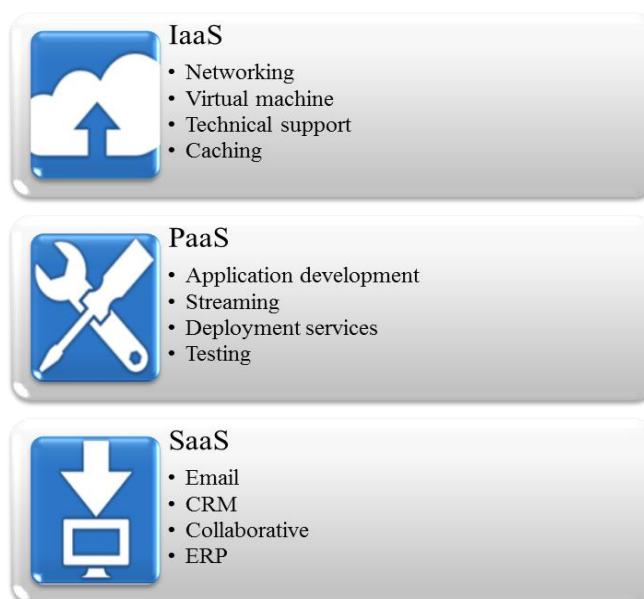 IaaS
• Networking
• Virtual machine
• Technical support
• Caching
PaaS
• Application development
• Streaming
• Deployment services
• Testing
SaaS
• Email
• CRM
• Collaborative
• ERP